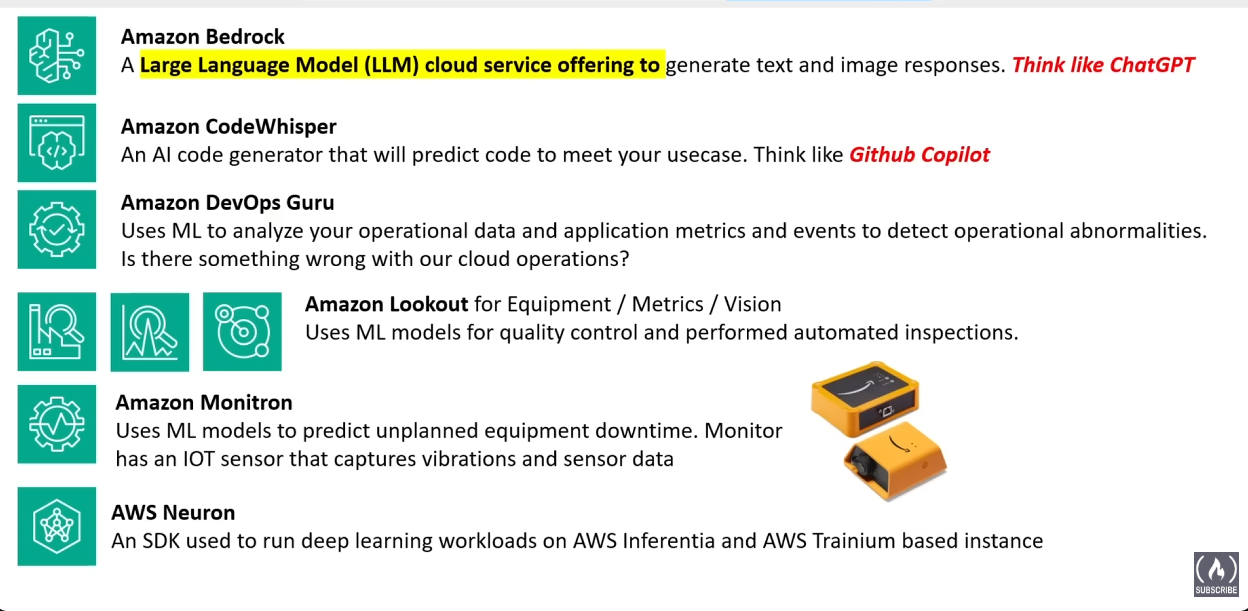 Amazon Bedrock
A Large Language Model (LLM) cloud service offering to generate text and image responses. Think like ChatGPT
Amazon CodeWhisper
An AI code generator that will predict code to meet your usecase. Think like Github Copilot
Amazon DevOps Guru
Uses ML to analyze your operational data and application metrics and events to detect operational abnormalities.
Is there something wrong with our cloud operations?
Amazon Lookout for Equipment / Metrics / Vision
Uses ML models for quality control and performed automated inspections.
Amazon Monitron
Uses ML models to predict unplanned equipment downtime. Monitor
has an IOT sensor that captures vibrations and sensor data
AWS Neuron
An SDK used to run deep learning workloads on AWS Inferentia and AWS Trainium based instance
SUBSCRIBE